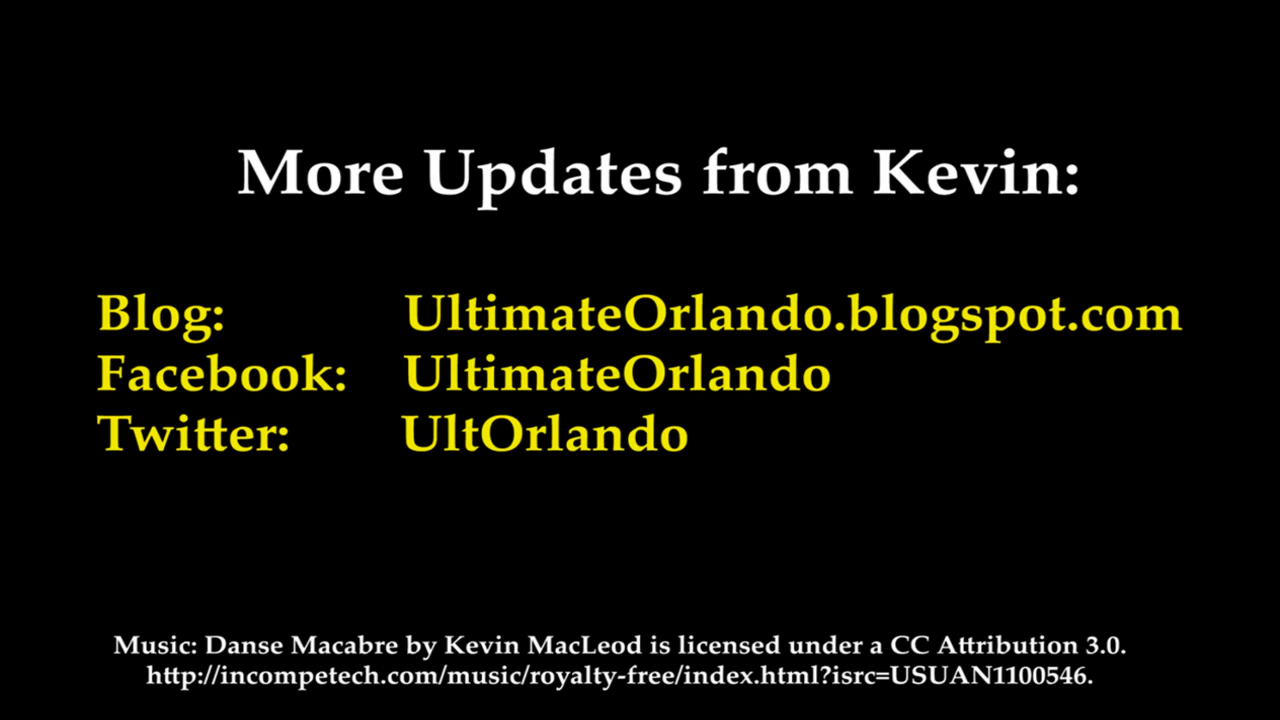 More Updates from Kevin:
Blog: UltimateOrlando.blogspot.com
Facebook: UltimateOrlando
Twitter: UltOrlando
Music: Danse Macabre by Kevin MacLeod is licensed under a CC Attribution 3.0.
http://incompetech.com/music/royalty-free/index.html?isrc=USUAN1100546.